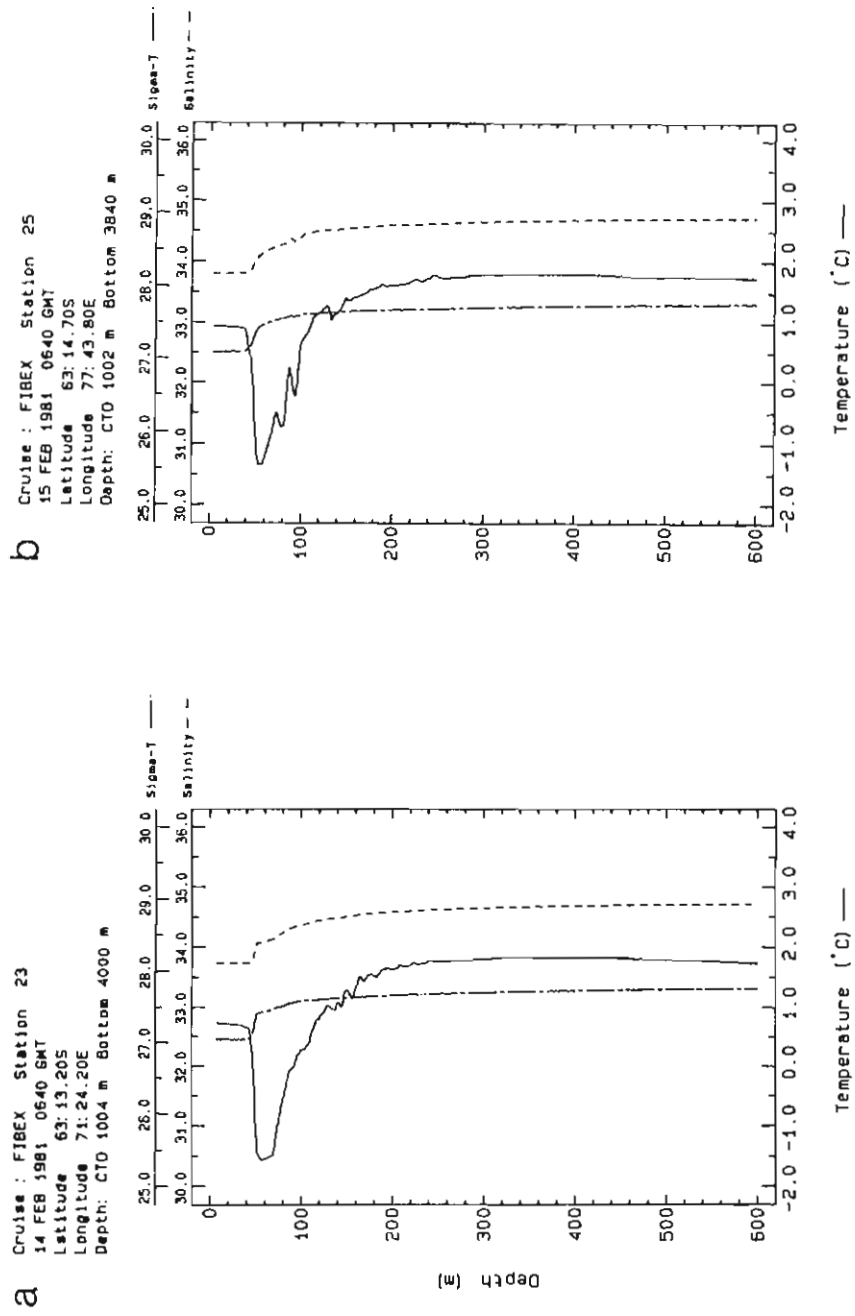 a
Cruise : FIBEX Station 23
14 FEB 1981 0640 GMT
Latitude 63:13.20S
Longitude 71:24.20E
Depth: CTD 1004 m Bottom 4000 m
Sigma-T
25.0 26.0 27.0 28.0 29.0 30.0
Salinity
30.0 30.5 31.0 32.0 33.0 34.0 34.5 35.0 36.0
0
100
200
300
400
500
600
Depth (m)
-2.0 -1.0 0.0 1.0 2.0 3.0 4.0
Temperature (°C)
b
Cruise : FIBEX Station 25
15 FEB 1981 0640 GMT
Latitude 63:14.70S
Longitude 77:43.80E
Depth: CTD 1002 m Bottom 3840 m
Sigma-T
25.0 26.0 27.0 28.0 29.0 30.0
Salinity
30.0 31.0 32.0 33.0 34.0 35.0 36.0
0
100
200
300
400
500
600
-2.0 -1.0 0.0 1.0 2.0 3.0 4.0
Temperature (°C)